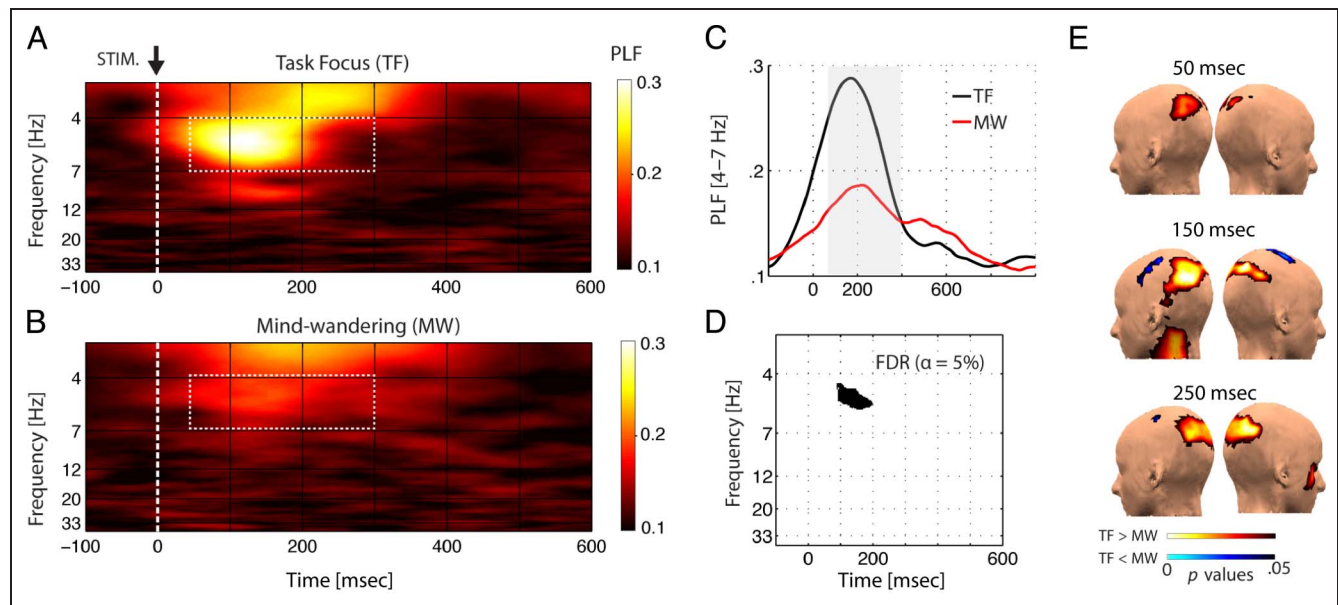 A
STIM.
Task Focus (TF)
PLF
0.3
0.2
0.1
Frequency [Hz]
4
7
12
20
33
−100
0
200
400
600
B
Mind-wandering (MW)
0.3
0.2
0.1
Frequency [Hz]
4
7
12
20
33
−100
0
200
400
600
Time [msec]
C
PLF [4–7 Hz]
.3
.2
.1
TF
MW
0
200
600
D
FDR (α = 5%)
Frequency [Hz]
4
7
12
20
33
0
200
600
Time [msec]
E
50 msec
150 msec
250 msec
TF > MW
TF < MW
0 p values .05